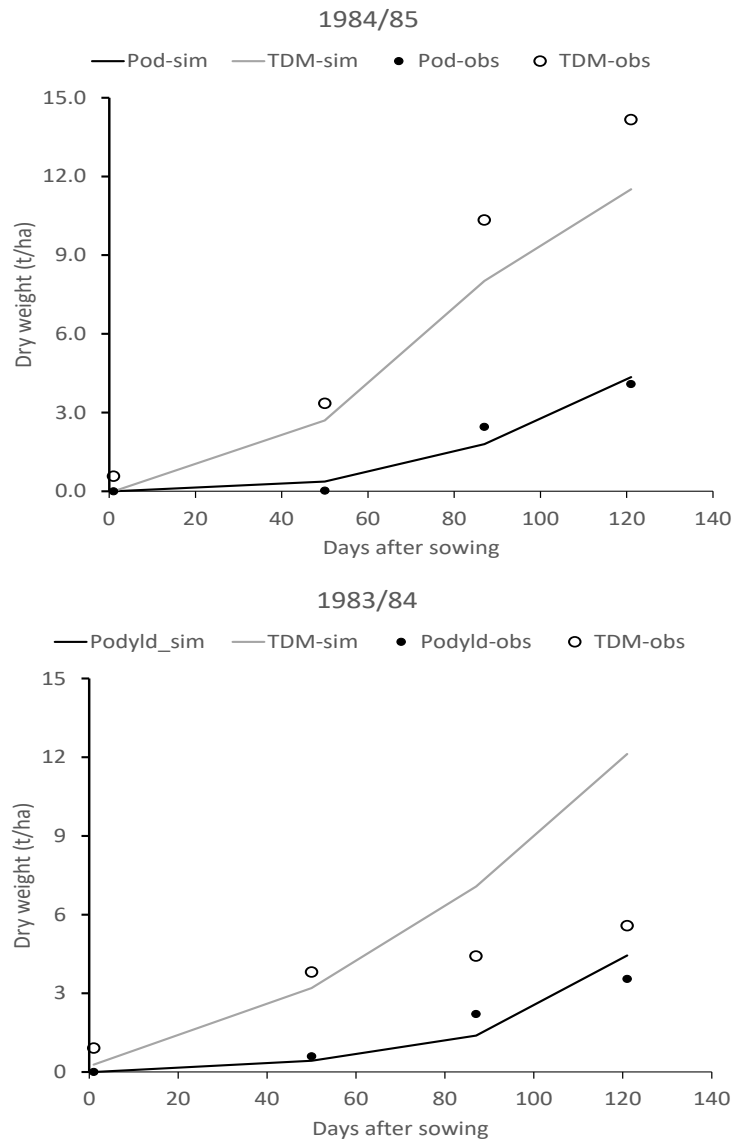 1984/85
Pod-sim TDM-sim Pod-obs TDM-obs
15.0
12.0
9.0
6.0
3.0
0.0
Dry weight (t/ha)
0 20 40 60 80 100 120 140
Days after sowing
1983/84
Podyld_sim TDM-sim Podyld-obs TDM-obs
15
12
9
6
3
0
Dry weight (t/ha)
0 20 40 60 80 100 120 140
Days after sowing